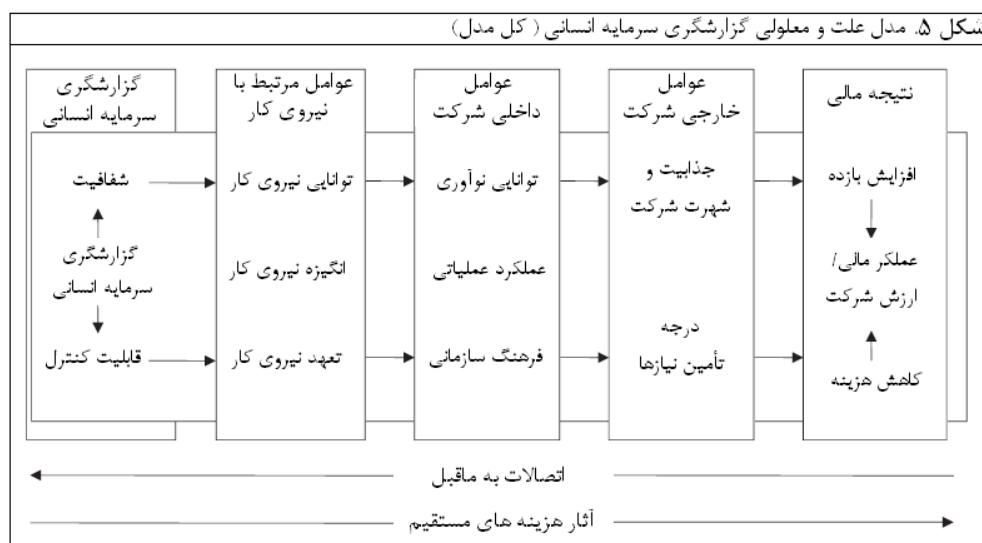 شکل ۵. مدل علت و معلولی گزارشگری سرمایه انسانی ( کل مدل)
گزارشگری
سرمایه انسانی
شفافیت
گزارشگری
سرمایه انسانی
قابلیت کنترل
عوامل مرتبط با
نیروی کار
توانایی نیروی کار
انگیزه نیروی کار
تعهد نیروی کار
عوامل
داخلی شرکت
توانایی نوآوری
عملکرد عملیاتی
فرهنگ سازمانی
عوامل
خارجی شرکت
جذابیت و
شهرت شرکت
درجه
تأمین نیازها
نتیجه مالی
افزایش بازده
عملکر مانی/
ارزش شرکت
کاهش هزینه
اتصالات به ماقبل
آثار هزینه های مستقیم